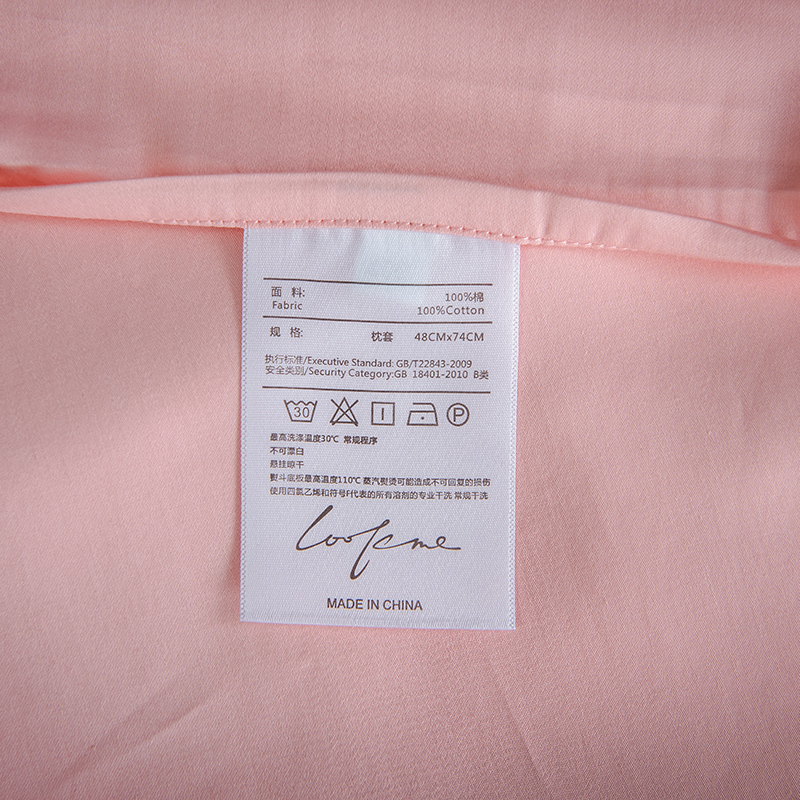 面 料: 100%棉
Fabric 100%Cotton
规 格: 枕套 48CMx74CM
执行标准/Executive Standard: GB/T22843-2009
安全类别/Security Category:GB 18401-2010 B类
30 P
最高洗涤温度30℃ 常规程序
不可漂白
悬挂晾干
熨斗底板最高温度110℃ 蒸汽熨烫可能造成不可回复的损伤
使用四氯乙烯和符号F代表的所有溶剂的专业干洗 常规干洗
lookme
MADE IN CHINA